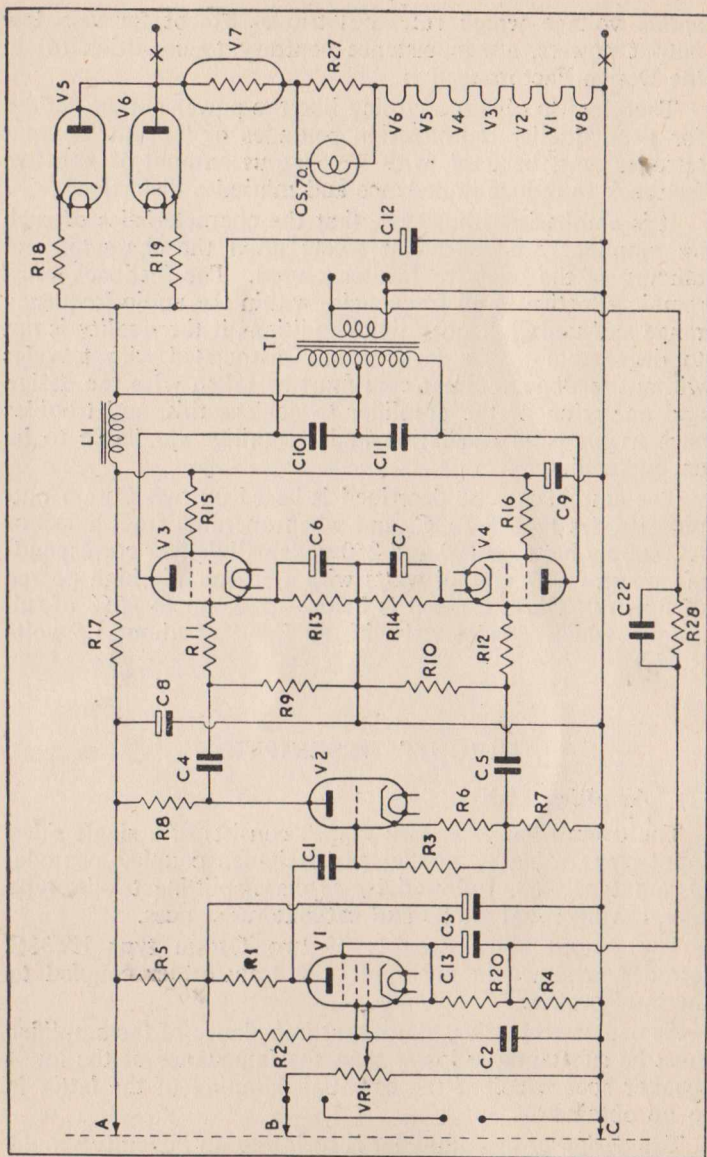 A
B
C
R5
R1
R2
VR1
V1
C2
C13
R20
R4
C3
R8
C1
V2
R3
R6
R7
C4
C5
C8
R17
R9
R10
R11
R12
V3
V4
R13
R14
C6
C7
R15
R16
C9
L1
C10
C11
T1
C22
R28
R18
R19
C12
V5
V6
V7
OS.70.
R27
V6
V5
V4
V3
V2
V1
V8